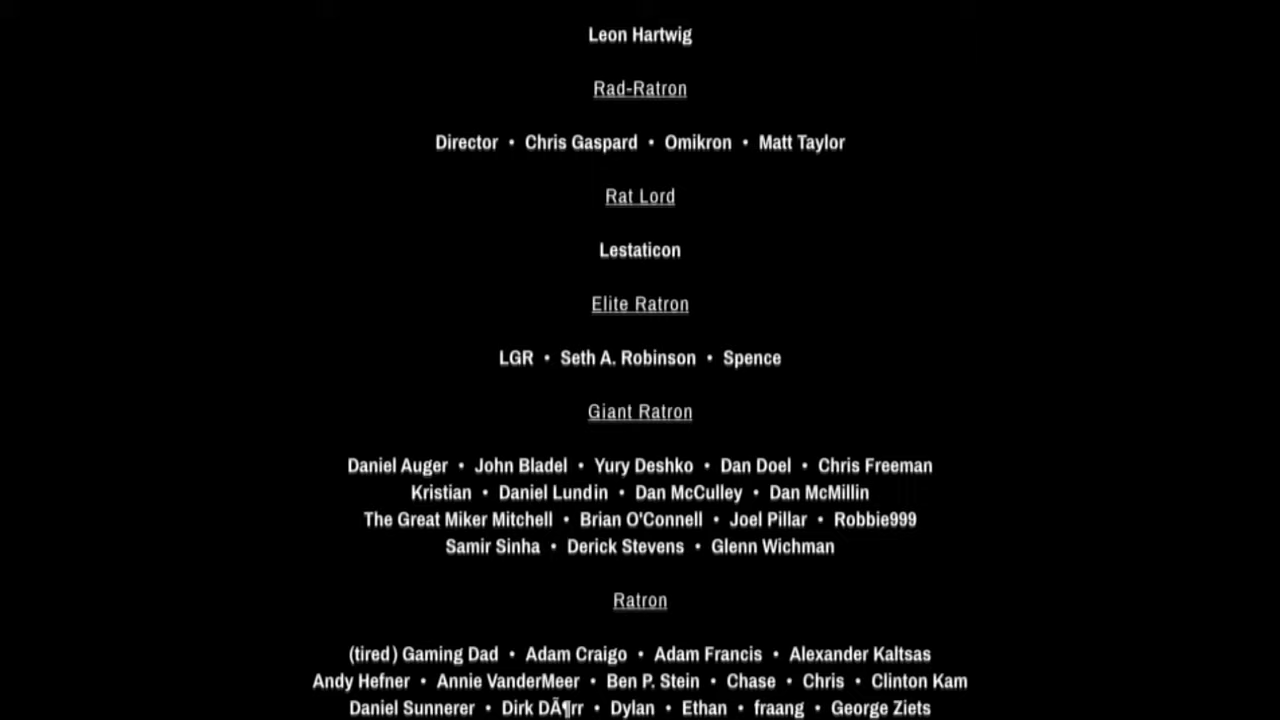 Leon Hartwig
Rad-Ratron
Director • Chris Gaspard • Omikron • Matt Taylor
Rat Lord
Lestaticon
Elite Ratron
LGR • Seth A. Robinson • Spence
Giant Ratron
Daniel Auger • John Bladel • Yury Deshko • Dan Doel • Chris Freeman
Kristian • Daniel Lundin • Dan McCulley • Dan McMillin
The Great Miker Mitchell • Brian O'Connell • Joel Pillar • Robbie999
Samir Sinha • Derick Stevens • Glenn Wichman
Ratron
(tired) Gaming Dad • Adam Craigo • Adam Francis • Alexander Kaltsas
Andy Hefner • Annie VanderMeer • Ben P. Stein • Chase • Chris • Clinton Kam
Daniel Sunnerer • Dirk DÃ¶rr • Dylan • Ethan • fraang • George Ziets